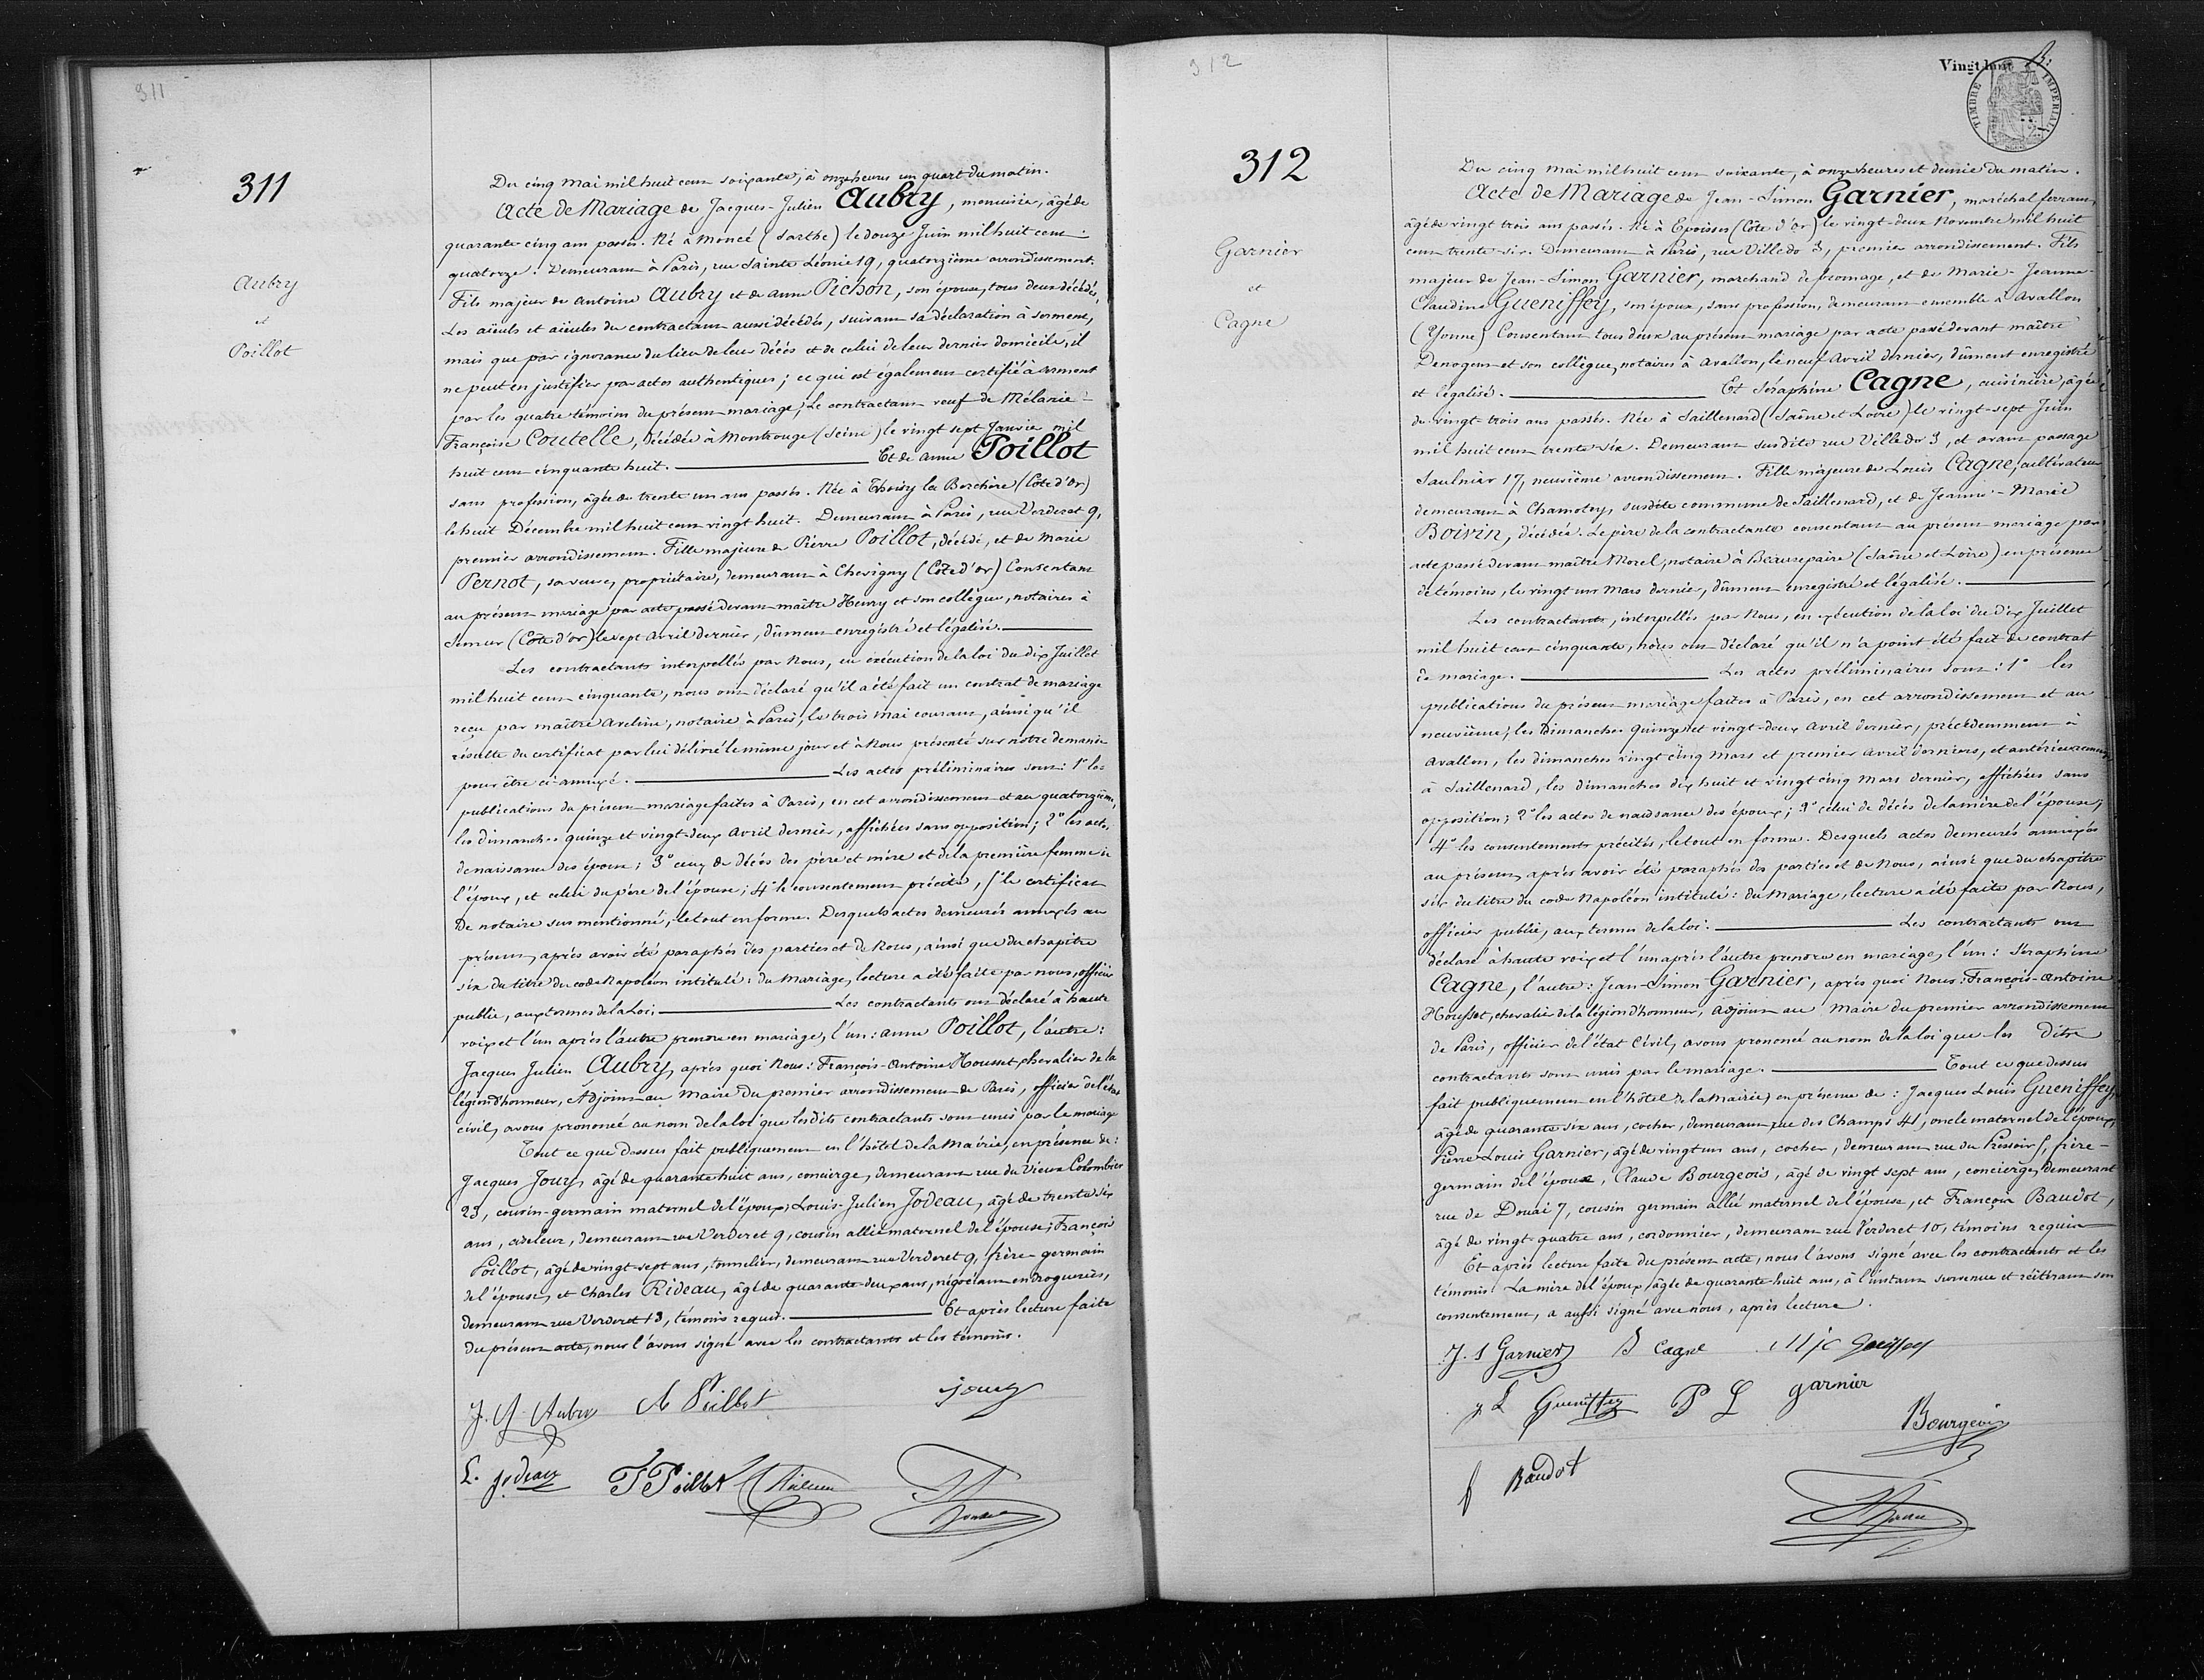 311
311
Aubry
et
Poillot
Du cinq Mai mil huit cent soixante, à onze heures un quart du matin.
Acte de Mariage de Jacques-Julien Aubry, menuisier, âgé de
quarante cinq ans passés. Né à Moncé (Sarthe) le douze Juin mil huit cent
quatorze. Demeurant à Paris, rue Sainte Léonie 19, quatorzième arrondissement.
Fils majeur de Antoine Aubry et de Anne Pichon, son épouse, tous deux décédés,
Les aïeuls et aïeules du contractant aussi décédés, suivant sa déclaration à serment,
mais que par ignorance du lieu de leur décès et de celui de leur dernier domicile, il
ne peut en justifier par actes authentiques; ce qui est également certifié à serment
par les quatre témoins du présent mariage; Le contractant veuf de Mélanie-
Françoise Coutelle, décédée à Montrouge (Seine) le vingt sept Janvier mil
huit cent cinquante huit. Et de Anne Poillot
sans profession, âgée de trente un ans passés. Née à Thoisy la Berchère (Côte d'Or)
le huit Décembre mil huit cent vingt huit. Demeurant à Paris, rue Verderet 9,
premier arrondissement. Fille majeure de Pierre Poillot, décédé, et de Marie
Pernot, sa veuve, propriétaire, demeurant à Chevigny (Côte d'Or) Consentant
au présent mariage par acte passé devant maître Henry et son collègue, notaires à
Semur (Côte d'Or) le sept Avril dernier, dûment enregistré et légalisé.
Les contractants interpellés par Nous, en exécution de la loi du dix Juillet
mil huit cent cinquante, nous ont déclaré qu'il a été fait un contrat de mariage
reçu par maître Aveline, notaire à Paris, le trois Mai courant, ainsi qu'il
résulte du certificat par lui délivré le même jour et à Nous présenté sur notre demande
pour être ci-annexé. Les actes préliminaires sont: 1° les
publications du présent mariage faites à Paris, en cet arrondissement et au quatorzième,
les dimanches quinze et vingt-deux Avril dernier, affichées sans opposition; 2° les actes
de naissance des époux; 3° ceux de décès des père et mère et de la première femme de
l'époux, et celui du père de l'épouse; 4° le consentement précité, 5° le certificat
de notaire sus mentionné, le tout en forme. Desquels actes demeurés annexés au
présent, après avoir été paraphés des parties et de Nous, ainsi que du chapitre
six du titre du code Napoléon intitulé: du Mariage, lecture a été faite par nous, officier
public, aux termes de la Loi. Les contractants ont déclaré à haute
voix et l'un après l'autre prendre en mariage, l'un: Anne Poillot, l'autre:
Jacques Julien Aubry, après quoi Nous: François-Antoine Housset, chevalier de la
légion d'honneur, Adjoint au Maire du premier arrondissement de Paris, officier de l'état
civil, avons prononcé au nom de la loi que lesdits contractants sont unis par le mariage
Tout ce que dessus fait publiquement en l'hôtel de la Mairie, en présence de:
Jacques Joury, âgé de quarante huit ans, concierge, demeurant rue du Vieux Colombier
23, cousin-germain maternel de l'époux; Louis-Julien Jodeau, âgé de trente six
ans, ciseleur, demeurant rue Verderet 9, cousin allié maternel de l'épouse; François
Poillot, âgé de vingt-sept ans, tonnelier, demeurant rue Verderet 9, frère-germain
de l'épouse, et Charles Rideau, âgé de quarante-deux ans, négociant en drogueries,
demeurant rue Verderet 13, témoins requis. Et après lecture faite
du présent acte, nous l'avons signé avec les contractants et les témoins.
J. J. Aubry A Poillot Joury
L. Jodeau F Poillot
312
312
Garnier
et
Cagne
Vingt huit
TIMBRE IMPERIAL
Du cinq Mai mil huit cent soixante, à onze heures et demie du matin.
Acte de Mariage de Jean-Simon Garnier, maréchal ferrant,
âgé de vingt trois ans passés. Né à Epoisses (Côte d'Or) le vingt-deux Novembre mil huit
cent trente six. Demeurant à Paris, rue Villedo 3, premier arrondissement. Fils
majeur de Jean-Simon Garnier, marchand de fromage, et de Marie-Jeanne-
Claudine Gueniffey, son épouse, sans profession, demeurant ensemble à Avallon
(Yonne) Consentant tous deux au présent mariage par acte passé devant maître
Denogent et son collègue, notaires à Avallon, le neuf Avril dernier, dûment enregistré
et légalisé. Et Séraphine Cagne, cuisinière, âgée
de vingt-trois ans passés. Née à Saillenard (Saône et Loire) le vingt-sept Juin
mil huit cent trente six. Demeurant susdite rue Villedo 3, et avant passage
Saulnier 17, neuvième arrondissement. Fille majeure de Louis Cagne, cultivateur
demeurant à Chamotey, susdite commune de Saillenard, et de Jeanne-Marie
Boivin, décédée. Le père de la contractante consentant au présent mariage par
acte passé devant maître Morel, notaire à Beaurepaire (Saône et Loire) en présence
de témoins, le vingt un Mars dernier, dûment enregistré et légalisé.
Les contractants, interpellés par Nous, en exécution de la loi du dix Juillet
mil huit cent cinquante, nous ont déclaré qu'il n'a point été fait de contrat
de mariage. Les actes préliminaires sont: 1° les
publications du présent mariage faites à Paris, en cet arrondissement et au
neuvième, les Dimanches quinze et vingt-deux Avril dernier, précédemment à
Avallon, les dimanches vingt cinq Mars et premier Avril derniers, et antérieurement
à Saillenard, les dimanches dix huit et vingt cinq Mars dernier, affichées sans
opposition; 2° les actes de naissance des époux; 3° celui de décès de la mère de l'épouse;
4° les consentements précités, le tout en forme. Desquels actes demeurés annexés
au présent, après avoir été paraphés des parties et de Nous, ainsi que du chapitre
six du titre du code Napoléon intitulé: du Mariage, lecture a été faite par Nous,
officier public, aux termes de la loi. Les contractants ont
déclaré à haute voix et l'un après l'autre prendre en mariage, l'un: Séraphine
Cagne, l'autre: Jean-Simon Garnier, après quoi Nous: François-Antoine
Housset, chevalier de la légion d'honneur, Adjoint au Maire du premier arrondissement
de Paris, officier de l'état Civil, avons prononcé au nom de la loi que les dits
contractants sont unis par le mariage. Tout ce que dessus
fait publiquement en l'hôtel de la Mairie, en présence de: Jacques Louis Gueniffey,
âgé de quarante six ans, cocher, demeurant rue des Champs 41, oncle maternel de l'époux,
Pierre-Louis Garnier, âgé de vingt un ans, cocher, demeurant rue du Pressoir 5, frère-
germain de l'époux, Claude Bourgeois, âgé de vingt sept ans, concierge, demeurant
rue de Douai 7, cousin germain allié maternel de l'épouse, et François Baudot,
âgé de vingt-quatre ans, cordonnier, demeurant rue Verderet 10, témoins requis
Et après lecture faite du présent acte, nous l'avons signé avec les contractants et les
témoins. La mère de l'époux, âgée de quarante-huit ans, à l'instant survenue et réitérant son
consentement, a aussi signé avec nous, après lecture.
J. S Garnier S Cagne
J L Gueniffey P L garnier
Bourgeois
f Baudot